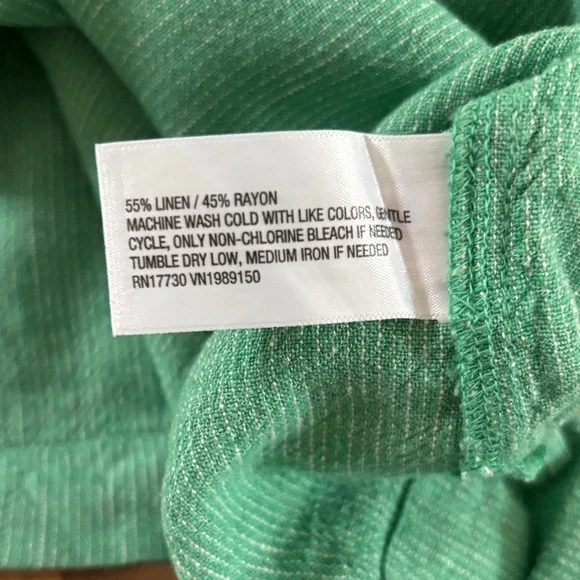 55% LINEN / 45% RAYON
MACHINE WASH COLD WITH LIKE COLORS, GENTLE
CYCLE, ONLY NON-CHLORINE BLEACH IF NEEDED
TUMBLE DRY LOW, MEDIUM IRON IF NEEDED
RN17730 VN1989150